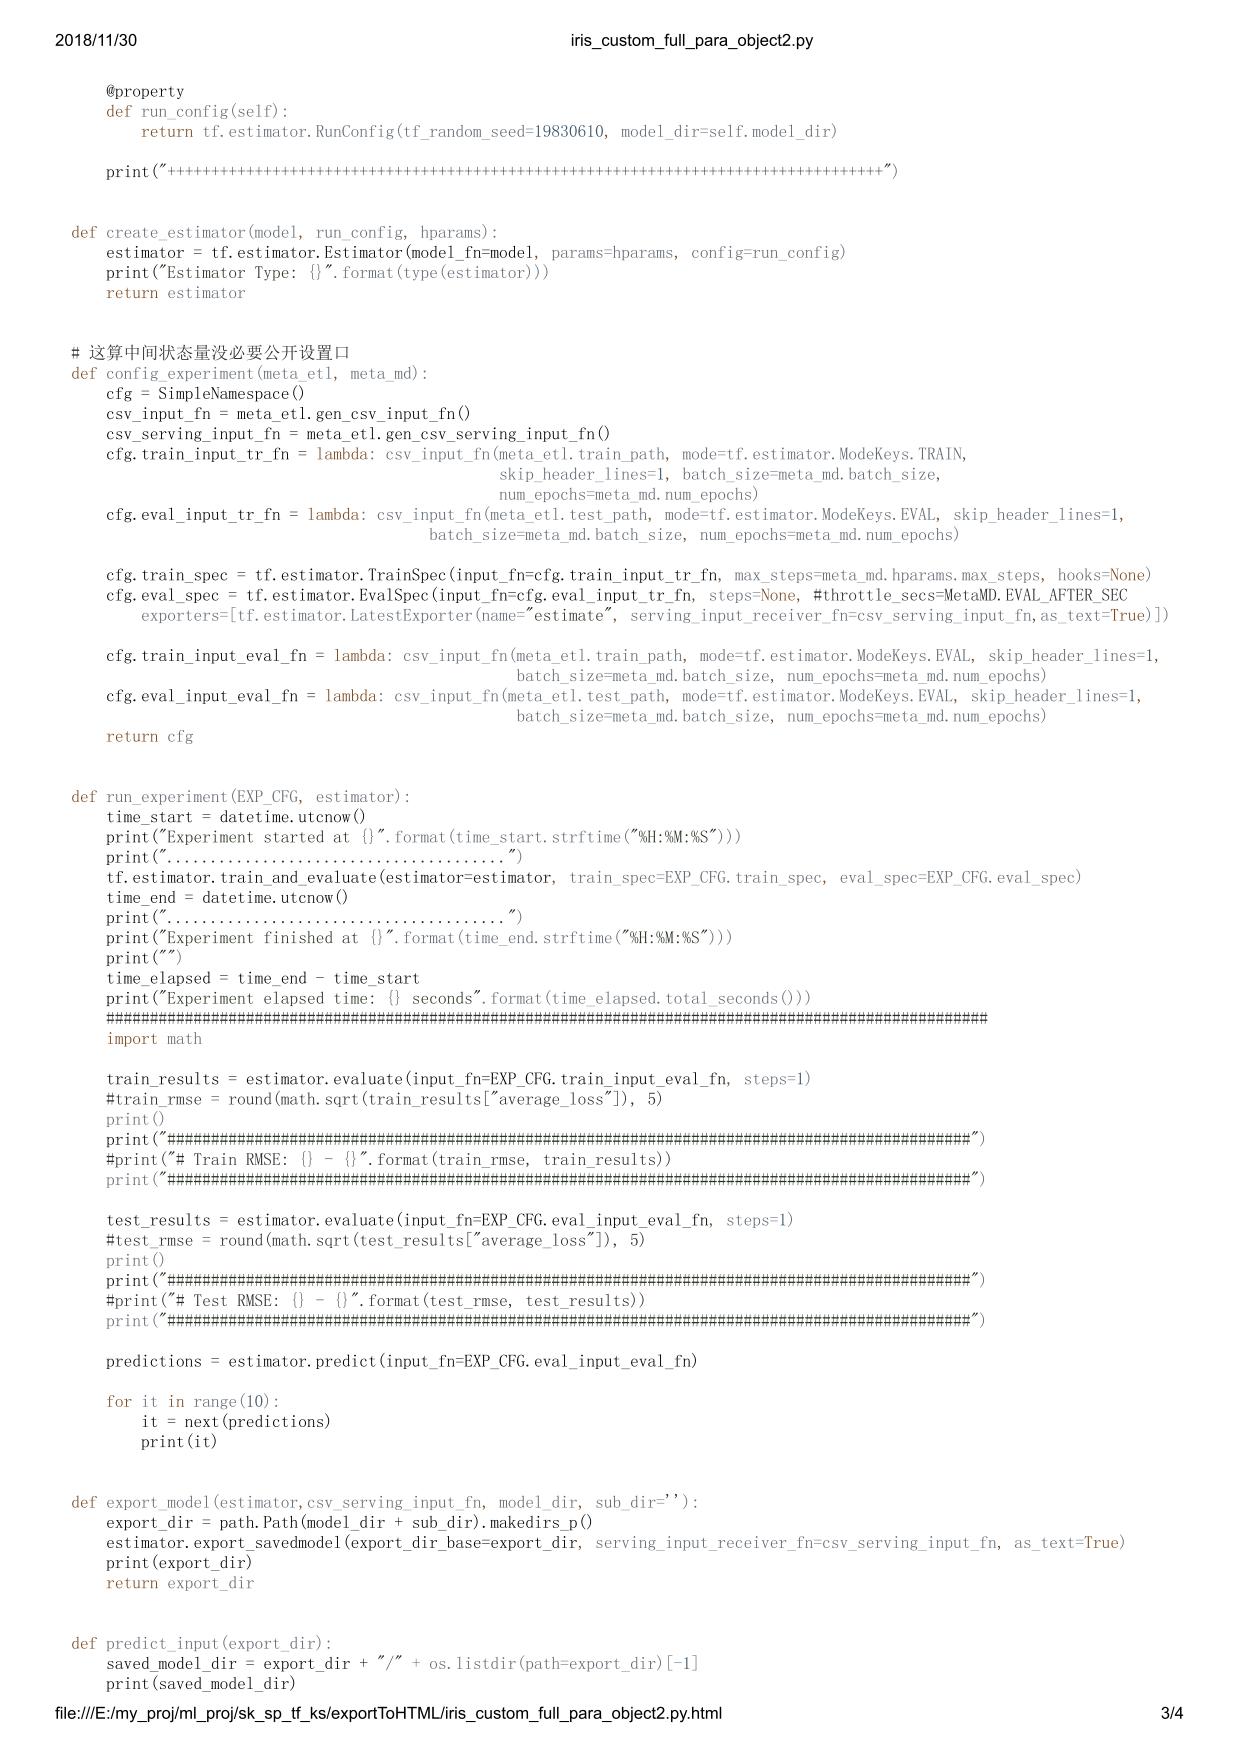 2018/11/30 iris_custom_full_para_object2.py
    @property
    def run_config(self):
        return tf.estimator.RunConfig(tf_random_seed=19830610, model_dir=self.model_dir)
    print("++++++++++++++++++++++++++++++++++++++++++++++++++++++++++++++++++++++++++++++++++")
def create_estimator(model, run_config, hparams):
    estimator = tf.estimator.Estimator(model_fn=model, params=hparams, config=run_config)
    print("Estimator Type: {}".format(type(estimator)))
    return estimator
# 这算中间状态量没必要公开设置口
def config_experiment(meta_etl, meta_md):
    cfg = SimpleNamespace()
    csv_input_fn = meta_etl.gen_csv_input_fn()
    csv_serving_input_fn = meta_etl.gen_csv_serving_input_fn()
    cfg.train_input_tr_fn = lambda: csv_input_fn(meta_etl.train_path, mode=tf.estimator.ModeKeys.TRAIN,
                                                 skip_header_lines=1, batch_size=meta_md.batch_size,
                                                 num_epochs=meta_md.num_epochs)
    cfg.eval_input_tr_fn = lambda: csv_input_fn(meta_etl.test_path, mode=tf.estimator.ModeKeys.EVAL, skip_header_lines=1,
                                         batch_size=meta_md.batch_size, num_epochs=meta_md.num_epochs)
    cfg.train_spec = tf.estimator.TrainSpec(input_fn=cfg.train_input_tr_fn, max_steps=meta_md.hparams.max_steps, hooks=None)
    cfg.eval_spec = tf.estimator.EvalSpec(input_fn=cfg.eval_input_tr_fn, steps=None, #throttle_secs=MetaMD.EVAL_AFTER_SEC
        exporters=[tf.estimator.LatestExporter(name="estimate", serving_input_receiver_fn=csv_serving_input_fn,as_text=True)])
    cfg.train_input_eval_fn = lambda: csv_input_fn(meta_etl.train_path, mode=tf.estimator.ModeKeys.EVAL, skip_header_lines=1,
                                                   batch_size=meta_md.batch_size, num_epochs=meta_md.num_epochs)
    cfg.eval_input_eval_fn = lambda: csv_input_fn(meta_etl.test_path, mode=tf.estimator.ModeKeys.EVAL, skip_header_lines=1,
                                                   batch_size=meta_md.batch_size, num_epochs=meta_md.num_epochs)
    return cfg
def run_experiment(EXP_CFG, estimator):
    time_start = datetime.utcnow()
    print("Experiment started at {}".format(time_start.strftime("%H:%M:%S")))
    print(".......................................")
    tf.estimator.train_and_evaluate(estimator=estimator, train_spec=EXP_CFG.train_spec, eval_spec=EXP_CFG.eval_spec)
    time_end = datetime.utcnow()
    print(".......................................")
    print("Experiment finished at {}".format(time_end.strftime("%H:%M:%S")))
    print("")
    time_elapsed = time_end - time_start
    print("Experiment elapsed time: {} seconds".format(time_elapsed.total_seconds()))
    #####################################################################################################
    import math
    train_results = estimator.evaluate(input_fn=EXP_CFG.train_input_eval_fn, steps=1)
    #train_rmse = round(math.sqrt(train_results["average_loss"]), 5)
    print()
    print("############################################################################################")
    #print("# Train RMSE: {} - {}".format(train_rmse, train_results))
    print("############################################################################################")
    test_results = estimator.evaluate(input_fn=EXP_CFG.eval_input_eval_fn, steps=1)
    #test_rmse = round(math.sqrt(test_results["average_loss"]), 5)
    print()
    print("############################################################################################")
    #print("# Test RMSE: {} - {}".format(test_rmse, test_results))
    print("############################################################################################")
    predictions = estimator.predict(input_fn=EXP_CFG.eval_input_eval_fn)
    for it in range(10):
        it = next(predictions)
        print(it)
def export_model(estimator,csv_serving_input_fn, model_dir, sub_dir=''):
    export_dir = path.Path(model_dir + sub_dir).makedirs_p()
    estimator.export_savedmodel(export_dir_base=export_dir, serving_input_receiver_fn=csv_serving_input_fn, as_text=True)
    print(export_dir)
    return export_dir
def predict_input(export_dir):
    saved_model_dir = export_dir + "/" + os.listdir(path=export_dir)[-1]
    print(saved_model_dir)
file:///E:/my_proj/ml_proj/sk_sp_tf_ks/exportToHTML/iris_custom_full_para_object2.py.html 3/4